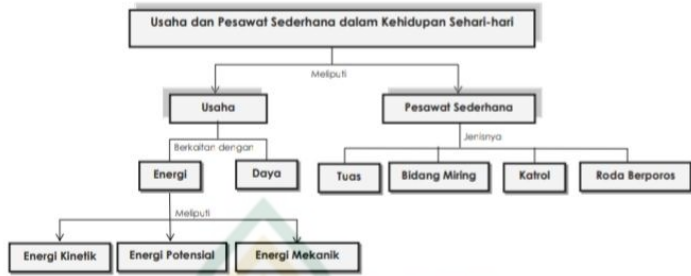 Usaha dan Pesawat Sederhana dalam Kehidupan Sehari-hari
Meliputi
Usaha
Pesawat Sederhana
Berkaitan dengan
Jenisnya
Energi
Daya
Tuas
Bidang Miring
Katrol
Roda Berporos
Meliputi
Energi Kinetik
Energi Potensial
Energi Mekanik